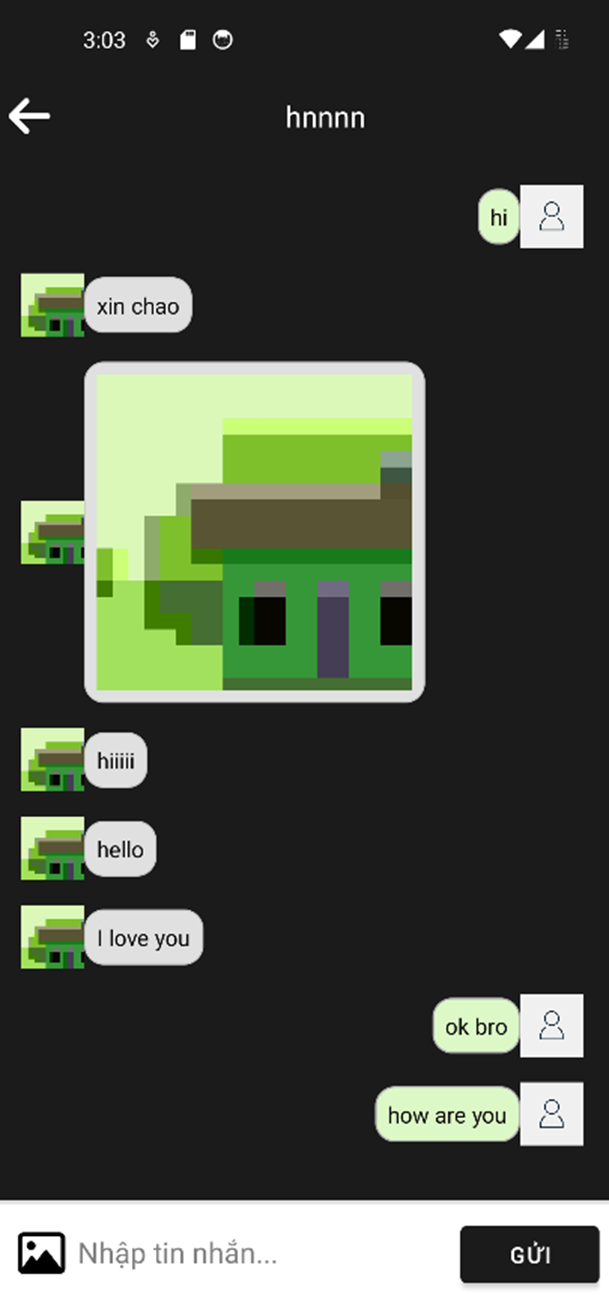 3:03
hnnnn
hi
xin chao
hiiiii
hello
I love you
ok bro
how are you
Nhập tin nhắn...
GỬI